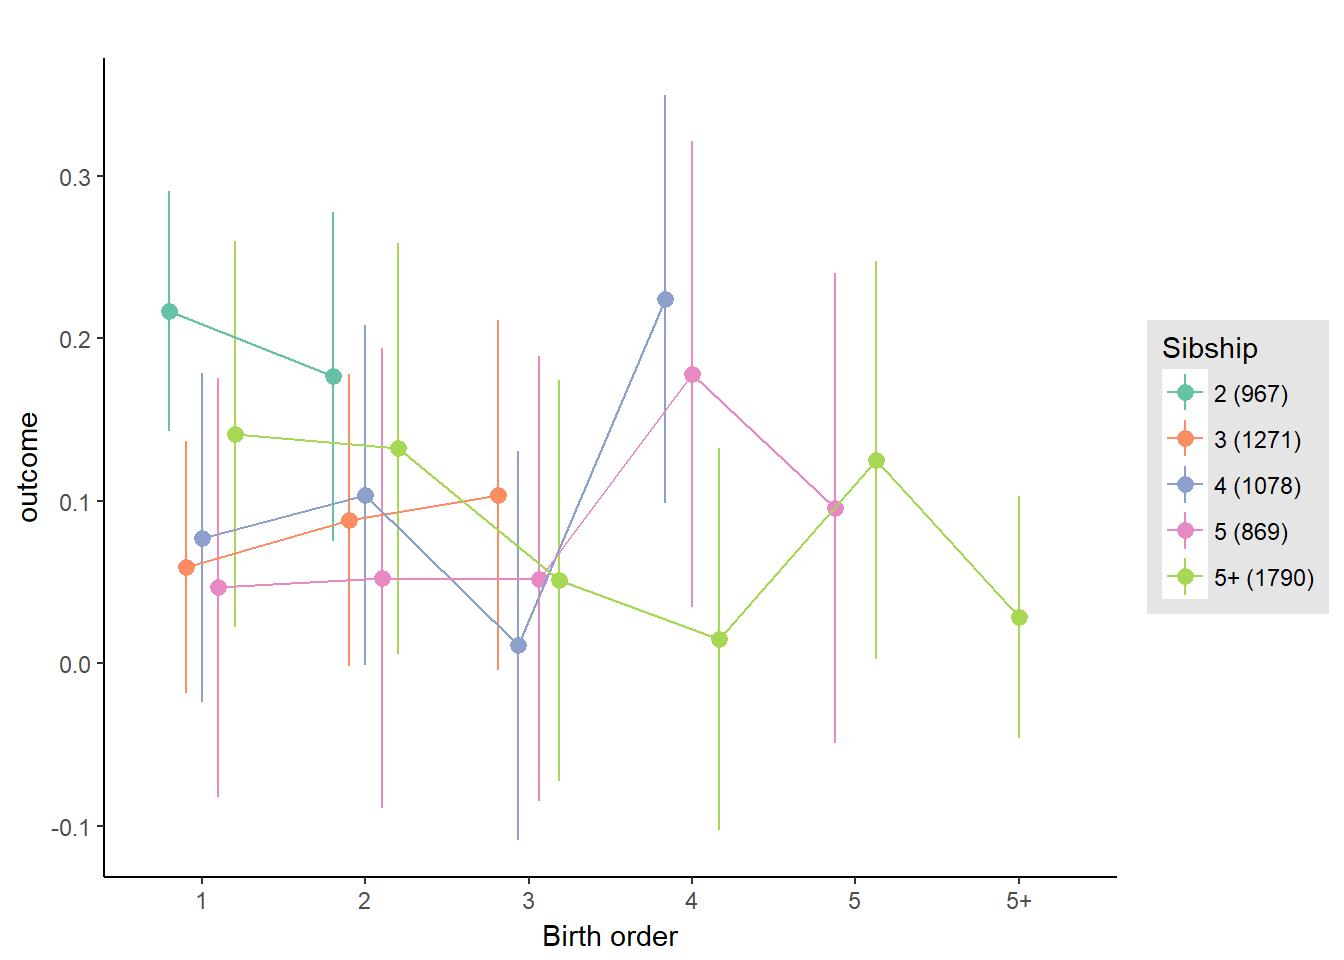 0.3
0.2
0.1
0.0
-0.1
outcome
1 2 3 4 5 5+
Birth order
Sibship
2 (967)
3 (1271)
4 (1078)
5 (869)
5+ (1790)